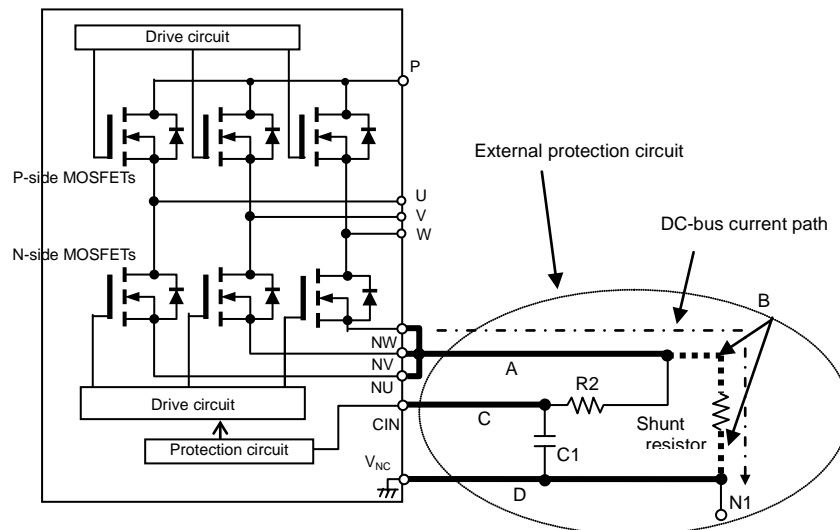 Drive circuit
P
External protection circuit
P-side MOSFETs
U
V
W
DC-bus current path
N-side MOSFETs
B
NW
A
NV
NU
R2
Drive circuit
CIN
C
Shunt
resistor
Protection circuit
C1
VNC
D
N1